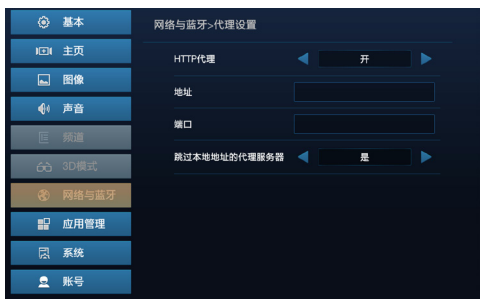 基本
主页
图像
声音
频道
3D模式
网络与蓝牙
应用管理
系统
账号
网络与蓝牙>代理设置
HTTP代理 开
地址
端口
跳过本地地址的代理服务器 是